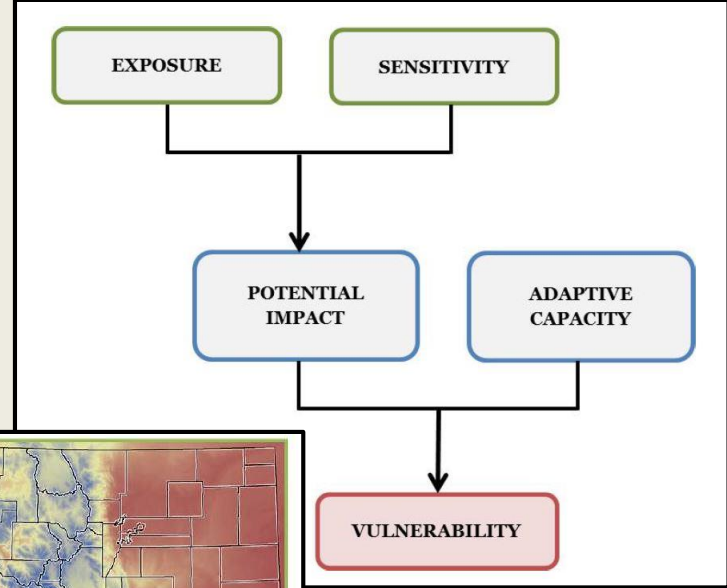 EXPOSURE
SENSITIVITY
POTENTIAL
IMPACT
ADAPTIVE
CAPACITY
VULNERABILITY